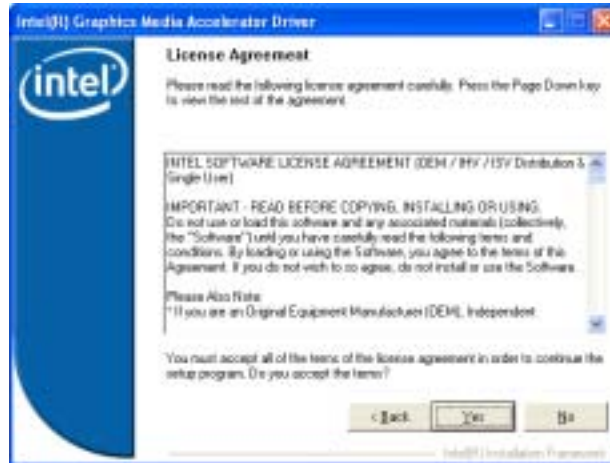 Intel(R) Graphics Media Accelerator Driver
intel
License Agreement
Please read the following license agreement carefully. Press the Page Down key
to view the rest of the agreement.
INTEL SOFTWARE LICENSE AGREEMENT (OEM / IHV / ISV Distribution &
Single User)
IMPORTANT - READ BEFORE COPYING, INSTALLING OR USING.
Do not use or load this software and any associated materials (collectively,
the "Software") until you have carefully read the following terms and
conditions. By loading or using the Software, you agree to the terms of this
Agreement. If you do not wish to so agree, do not install or use the Software.
Please Also Note:
* If you are an Original Equipment Manufacturer (OEM), Independent
You must accept all of the terms of the license agreement in order to continue the
setup program. Do you accept the terms?
< Back
Yes
No
Intel(R) Installation Framework